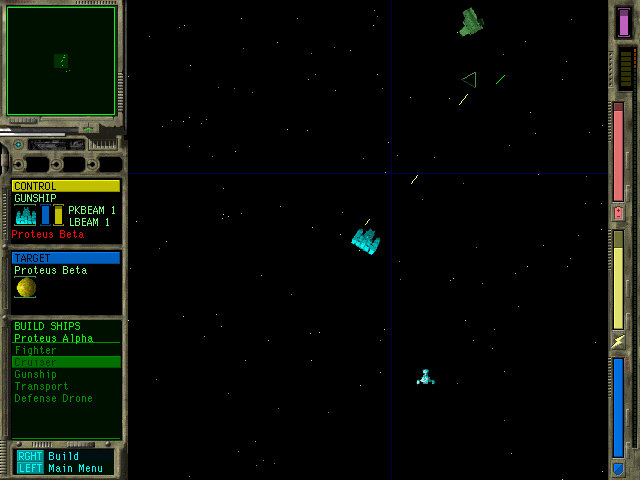 CONTROL
GUNSHIP
PKBEAM 1
LBEAM 1
Proteus Beta
TARGET
Proteus Beta
BUILD SHIPS
Proteus Alpha
Fighter
Cruiser
Gunship
Transport
Defense Drone
RGHT Build
LEFT Main Menu